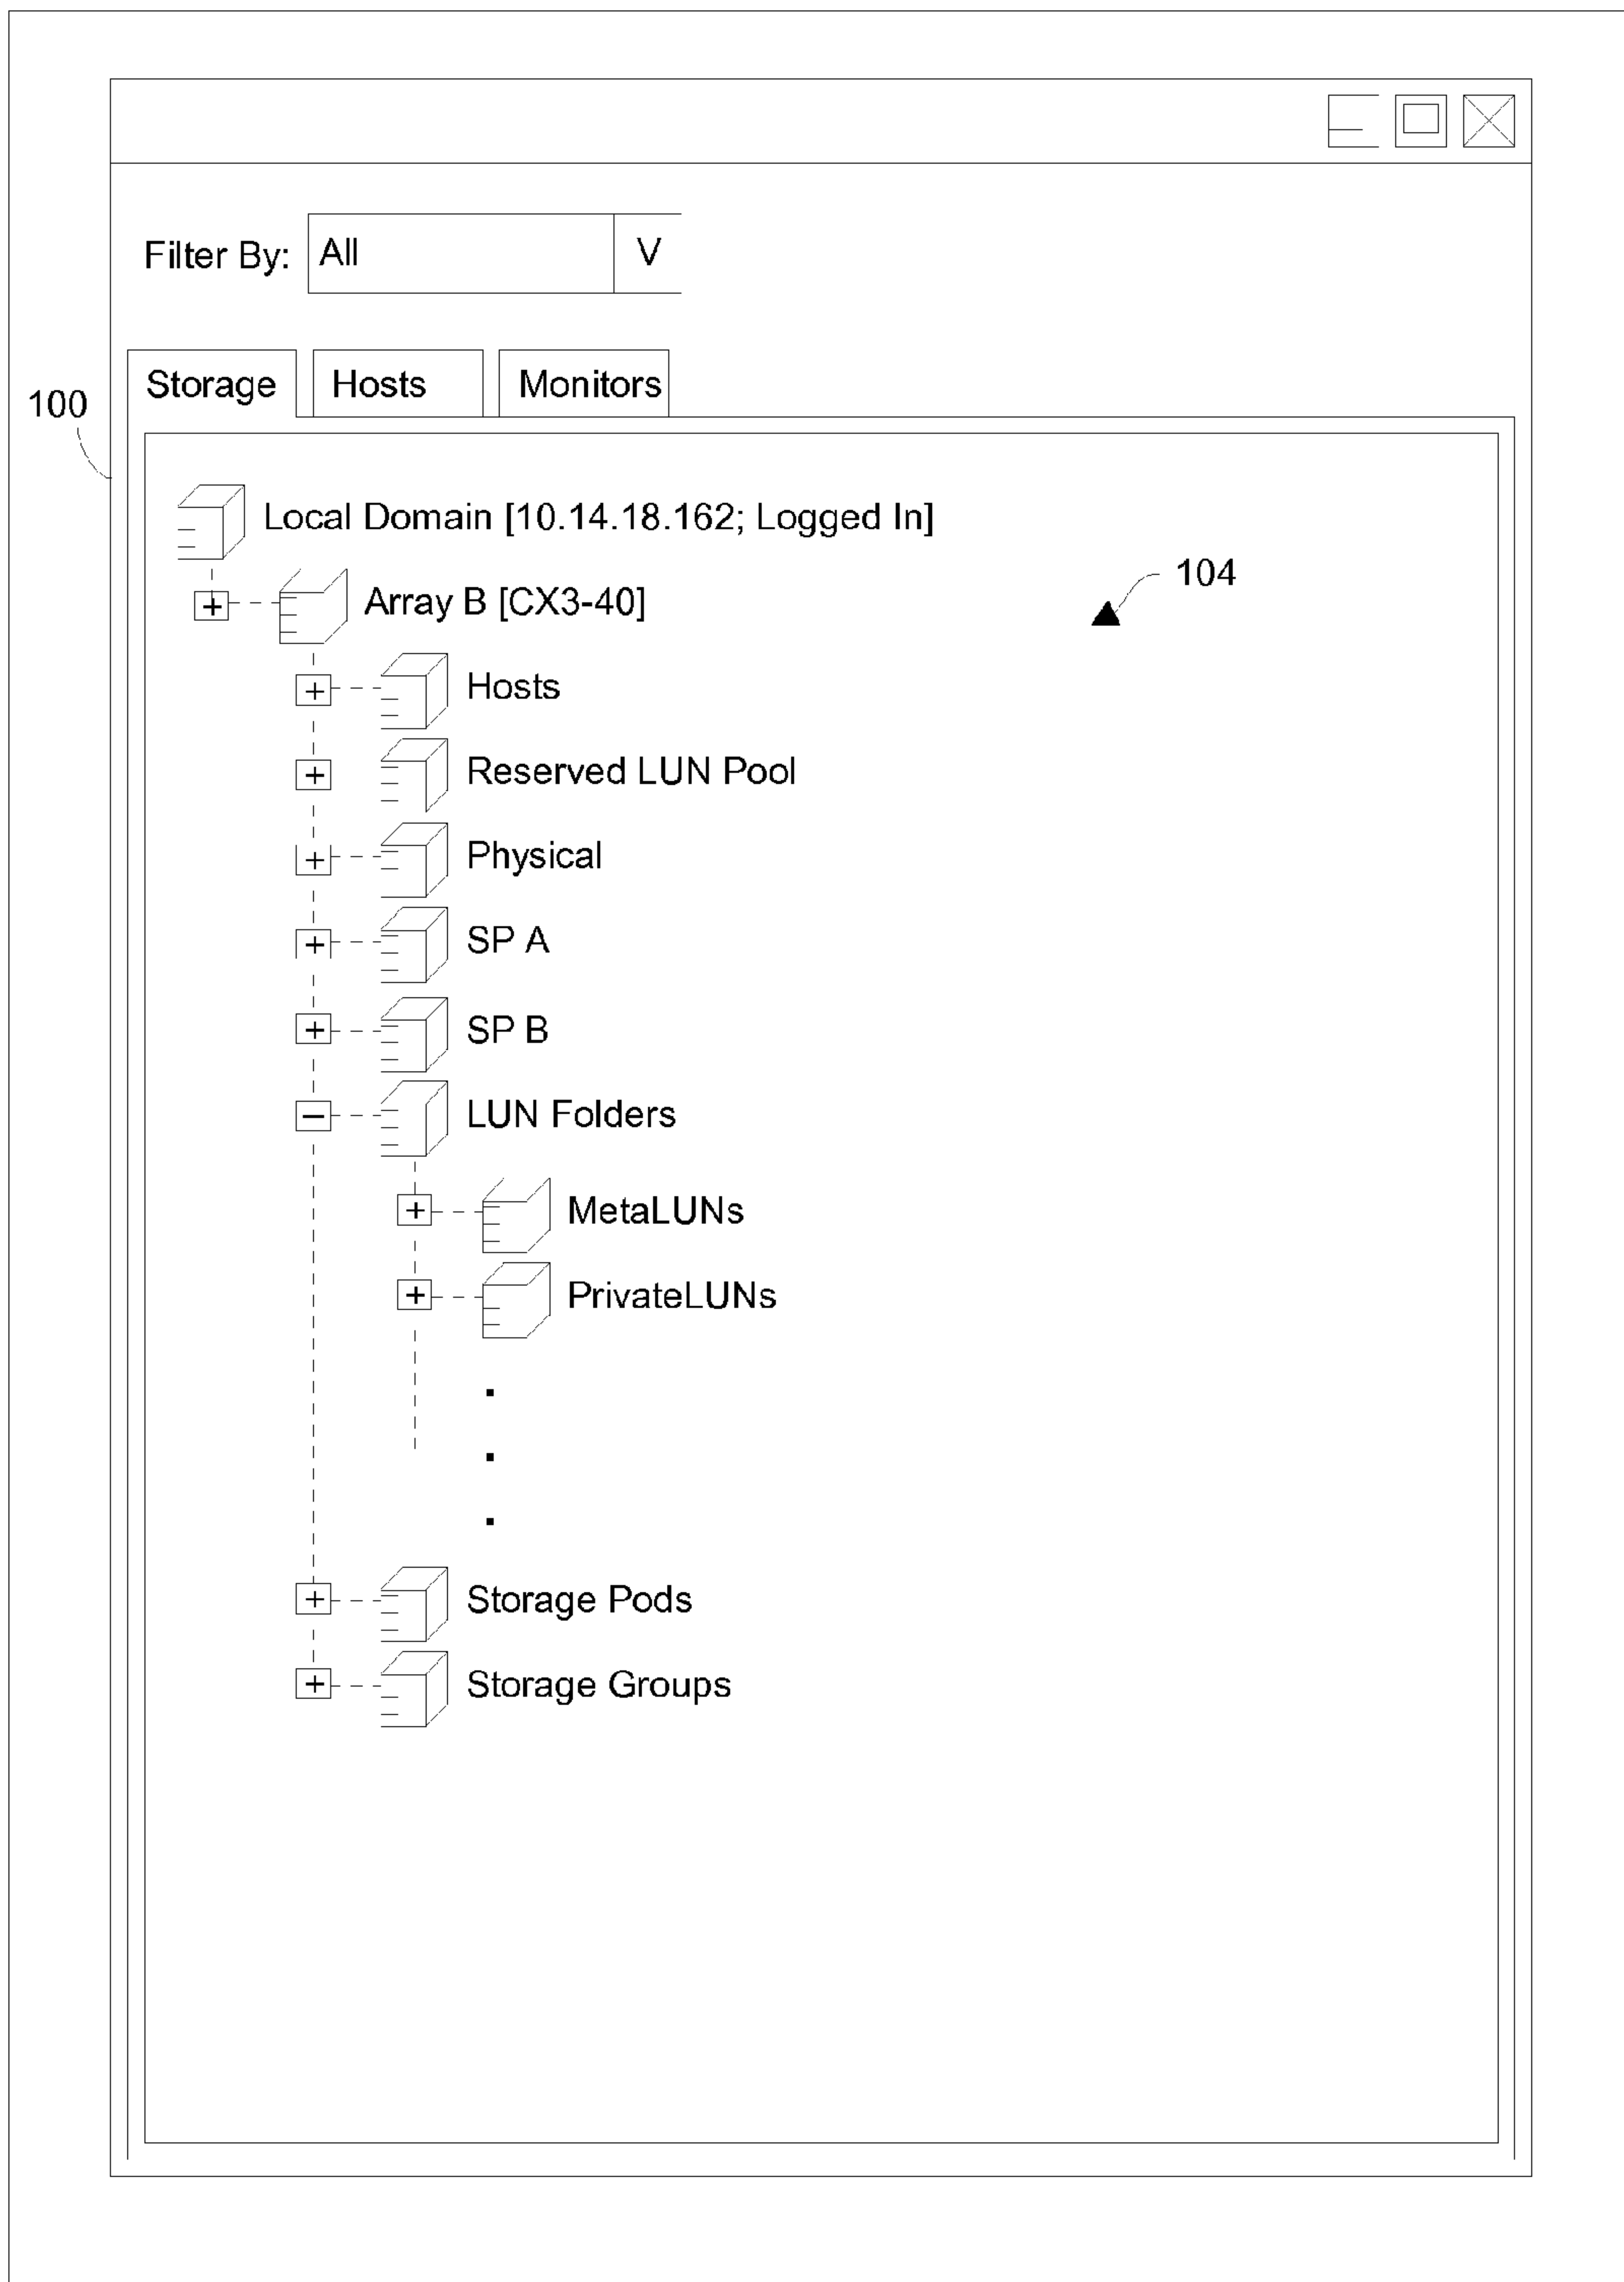 Filter By: All V
Storage Hosts Monitors
100
Local Domain [10.14.18.162; Logged In]
104
+ Array B [CX3-40]
+ Hosts
+ Reserved LUN Pool
+ Physical
+ SP A
+ SP B
− LUN Folders
+ MetaLUNs
+ PrivateLUNs
.
.
.
+ Storage Pods
+ Storage Groups